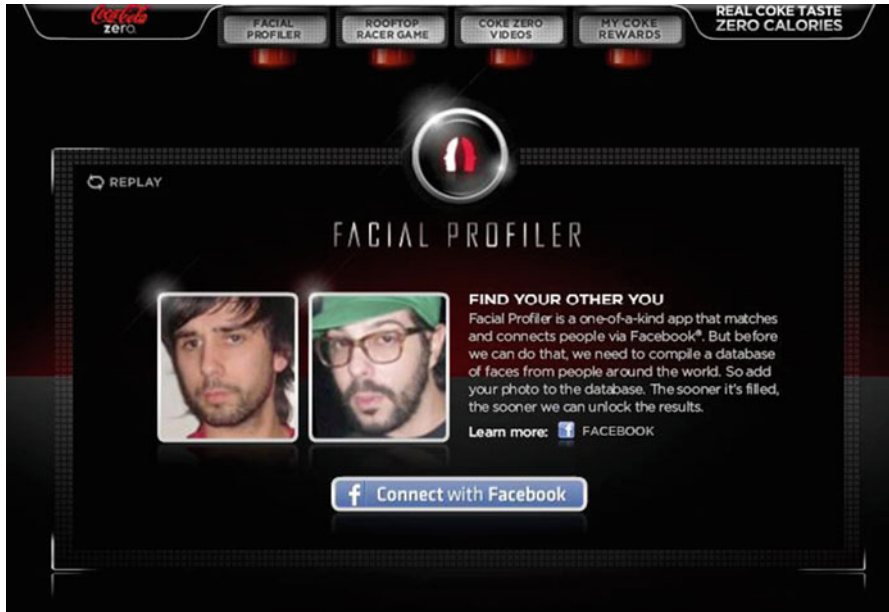 Coca-Cola
zero
FACIAL
PROFILER
ROOFTOP
RACER GAME
COKE ZERO
VIDEOS
MY COKE
REWARDS
REAL COKE TASTE
ZERO CALORIES
REPLAY
FACIAL PROFILER
FIND YOUR OTHER YOU
Facial Profiler is a one-of-a-kind app that matches
and connects people via Facebook®. But before
we can do that, we need to compile a database
of faces from people around the world. So add
your photo to the database. The sooner it's filled,
the sooner we can unlock the results.
Learn more: f FACEBOOK
f Connect with Facebook